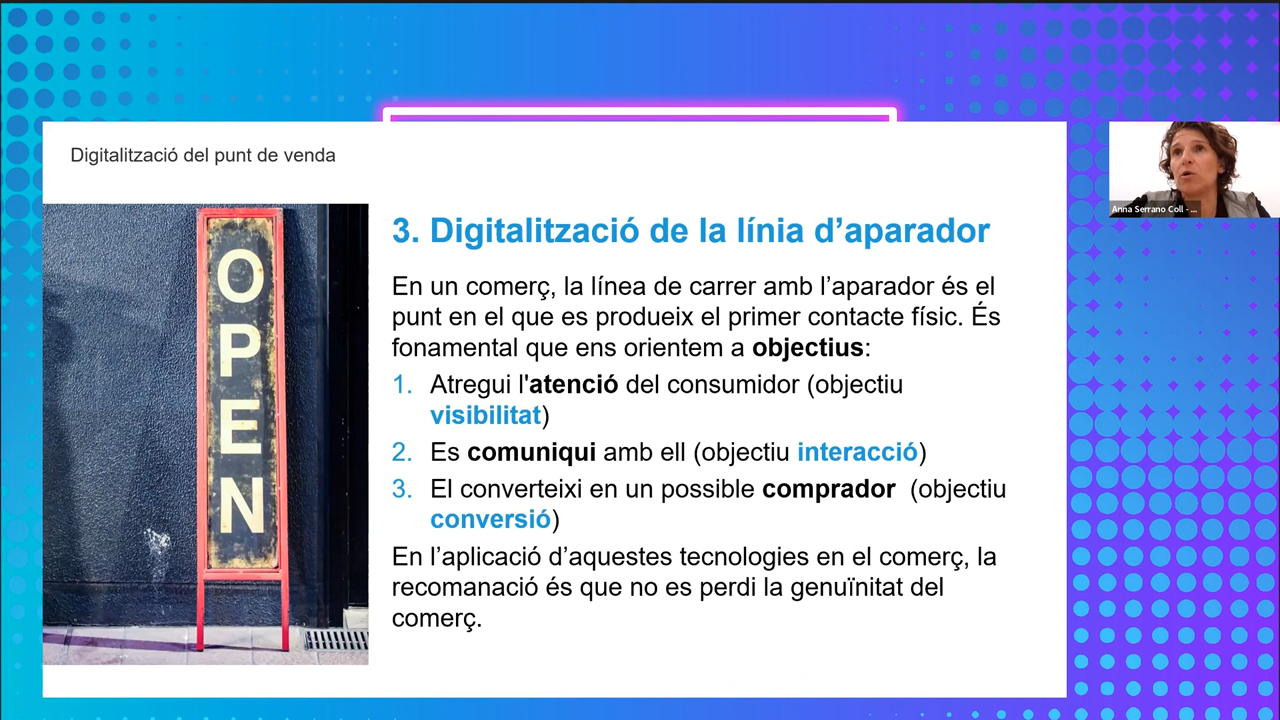 Digitalització del punt de venda
Anna Serrano Coll - ...
OPEN
3. Digitalització de la línia d’aparador
En un comerç, la línea de carrer amb l’aparador és el
punt en el que es produeix el primer contacte físic. És
fonamental que ens orientem a objectius:
1. Atregui l'atenció del consumidor (objectiu
visibilitat)
2. Es comuniqui amb ell (objectiu interacció)
3. El converteixi en un possible comprador (objectiu
conversió)
En l’aplicació d’aquestes tecnologies en el comerç, la
recomanació és que no es perdi la genuïnitat del
comerç.